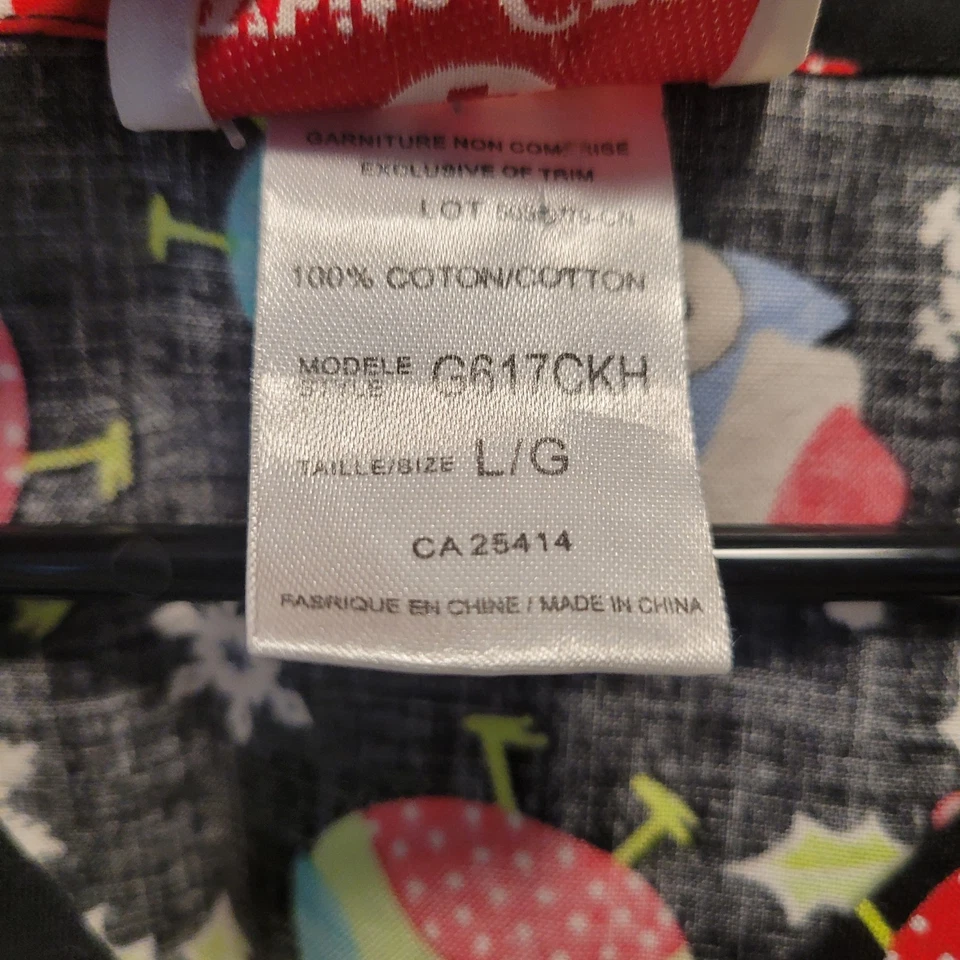 GARNITURE NON COMPRISE
EXCLUSIVE OF TRIM
LOT
100% COTON/COTTON
MODELE G617CKH
STYLE
TAILLE/SIZE L/G
CA 25414
FABRIQUE EN CHINE / MADE IN CHINA